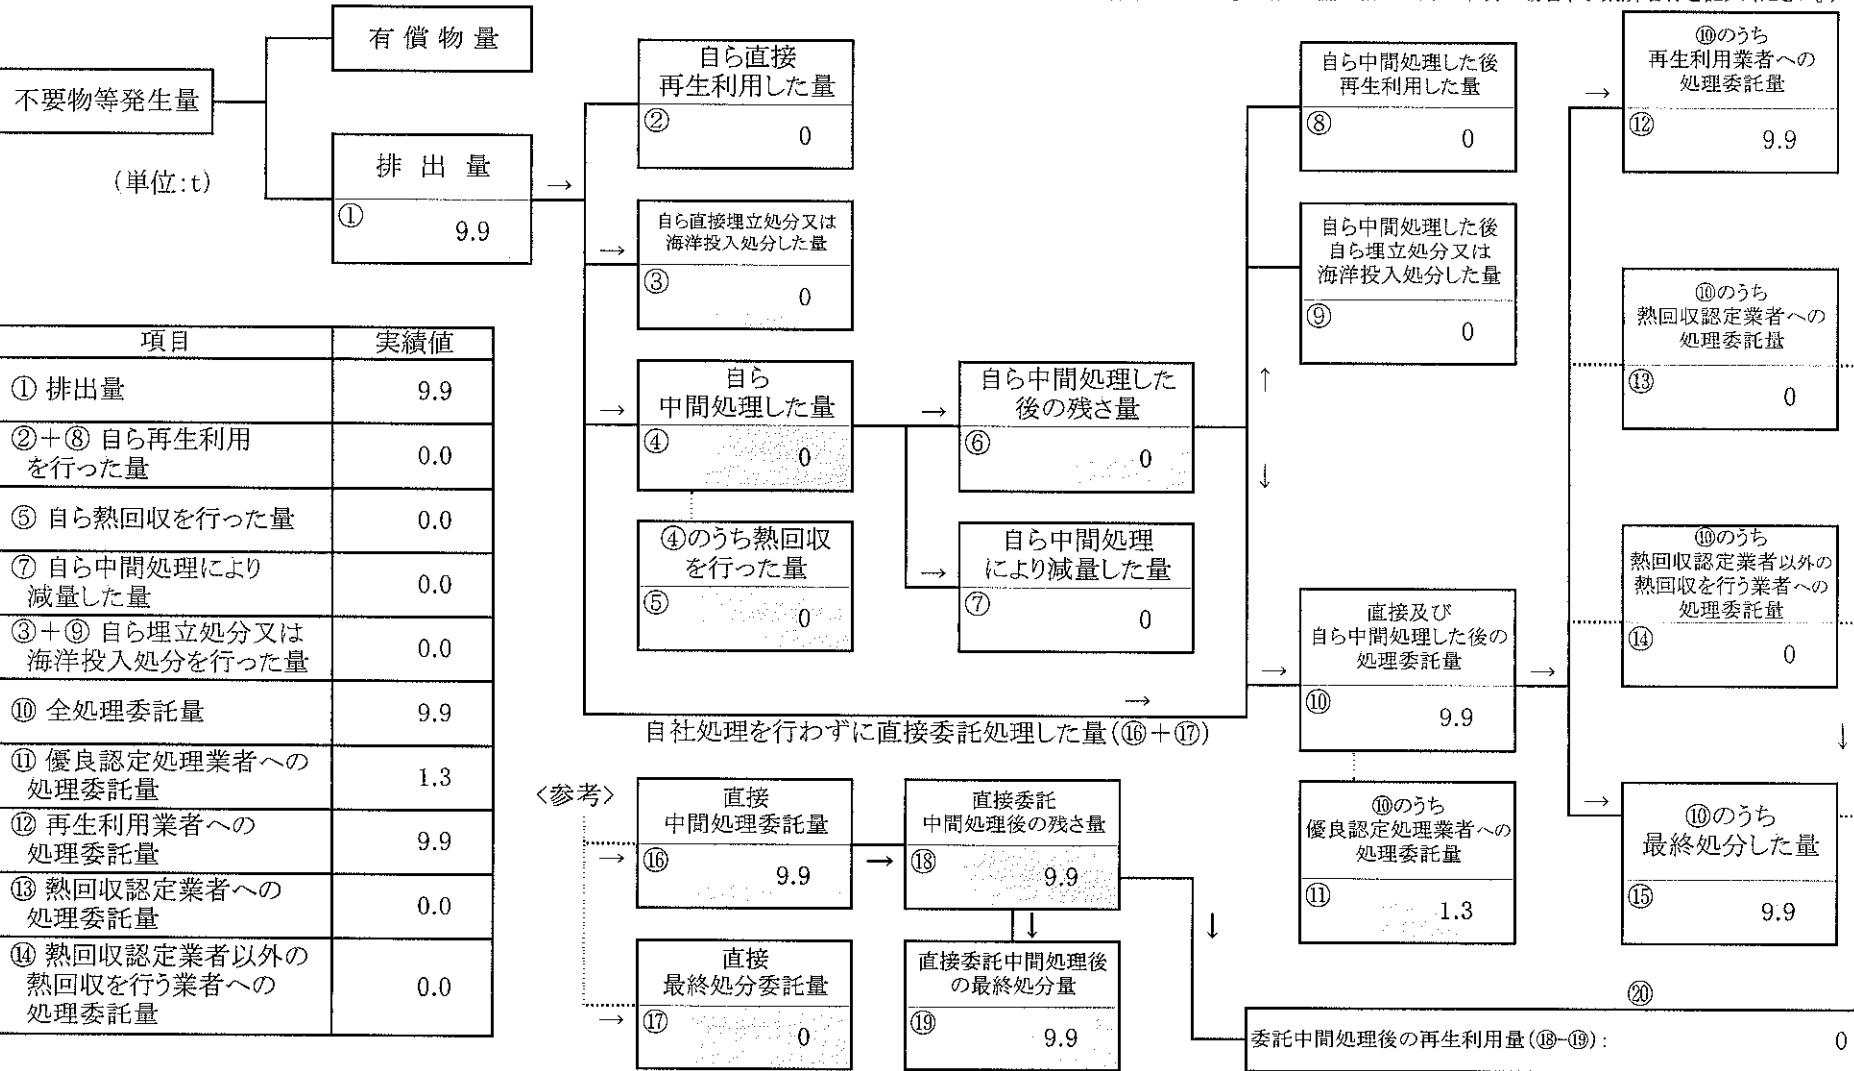 有償物量
不要物等発生量
(単位:t)
排出量
①
9.9
→
自ら直接
再生利用した量
②
0
→
自ら直接埋立処分又は
海洋投入処分した量
③
0
→
自ら
中間処理した量
④
0
④のうち熱回収
を行った量
⑤
0
→
自ら中間処理した
後の残さ量
⑥
0
→
自ら中間処理
により減量した量
⑦
0
↑
↓
自ら中間処理した後
再生利用した量
⑧
0
自ら中間処理した後
自ら埋立処分又は
海洋投入処分した量
⑨
0
→
自社処理を行わずに直接委託処理した量(⑯+⑰)
→
直接及び
自ら中間処理した後の
処理委託量
⑩
9.9
→
⑩のうち
優良認定処理業者への
処理委託量
⑪
1.3
→
⑩のうち
再生利用業者への
処理委託量
⑫
9.9
⑩のうち
熱回収認定業者への
処理委託量
⑬
0
⑩のうち
熱回収認定業者以外の
熱回収を行う業者への
処理委託量
⑭
0
↓
→
⑩のうち
最終処分した量
⑮
9.9
項目 実績値
① 排出量 9.9
②+⑧ 自ら再生利用
を行った量 0.0
⑤ 自ら熱回収を行った量 0.0
⑦ 自ら中間処理により
減量した量 0.0
③+⑨ 自ら埋立処分又は
海洋投入処分を行った量 0.0
⑩ 全処理委託量 9.9
⑪ 優良認定処理業者への
処理委託量 1.3
⑫ 再生利用業者への
処理委託量 9.9
⑬ 熱回収認定業者への
処理委託量 0.0
⑭ 熱回収認定業者以外の
熱回収を行う業者への
処理委託量 0.0
〈参考〉
→
直接
中間処理委託量
⑯
9.9
→
直接委託
中間処理後の残さ量
⑱
9.9
→
直接
最終処分委託量
⑰
0
↓
直接委託中間処理後
の最終処分量
⑲
9.9
↓
⑳
委託中間処理後の再生利用量(⑱-⑲): 0